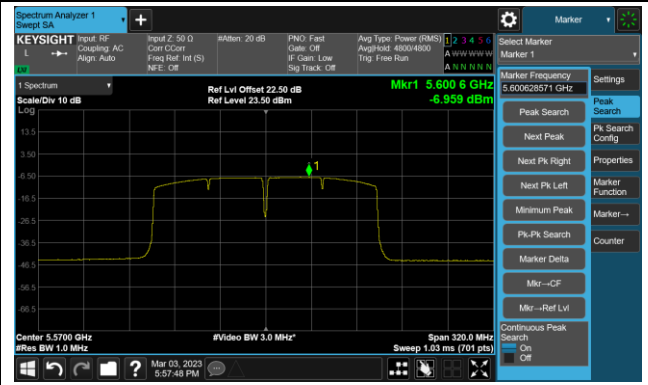 Spectrum Analyzer 1
Swept SA
+
Marker
KEYSIGHT
L
Input: RF
Coupling: AC
Align: Auto
Input Z: 50 Ω
Corr CCorr
Freq Ref: Int (S)
NFE: Off
#Atten: 20 dB
PNO: Fast
Gate: Off
IF Gain: Low
Sig Track: Off
Avg Type: Power (RMS)
Avg|Hold: 4800/4800
Trig: Free Run
1 2 3 4 5 6
A W W W W W
A N N N N N
Select Marker
Marker 1
1 Spectrum
Scale/Div 10 dB
Log
Ref Lvl Offset 22.50 dB
Ref Level 23.50 dBm
Mkr1 5.600 6 GHz
-6.959 dBm
13.5
3.50
-6.50
-16.5
-26.5
-36.5
-46.5
-56.5
-66.5
1
Center 5.5700 GHz
#Res BW 1.0 MHz
#Video BW 3.0 MHz*
Span 320.0 MHz
Sweep 1.03 ms (701 pts)
Marker Frequency
5.600628571 GHz
Peak Search
Next Peak
Next Pk Right
Next Pk Left
Minimum Peak
Pk-Pk Search
Marker Delta
Mkr→CF
Mkr→Ref Lvl
Continuous Peak
Search
On
Off
Settings
Peak
Search
Pk Search
Config
Properties
Marker
Function
Marker→
Counter
?
Mar 03, 2023
5:57:48 PM